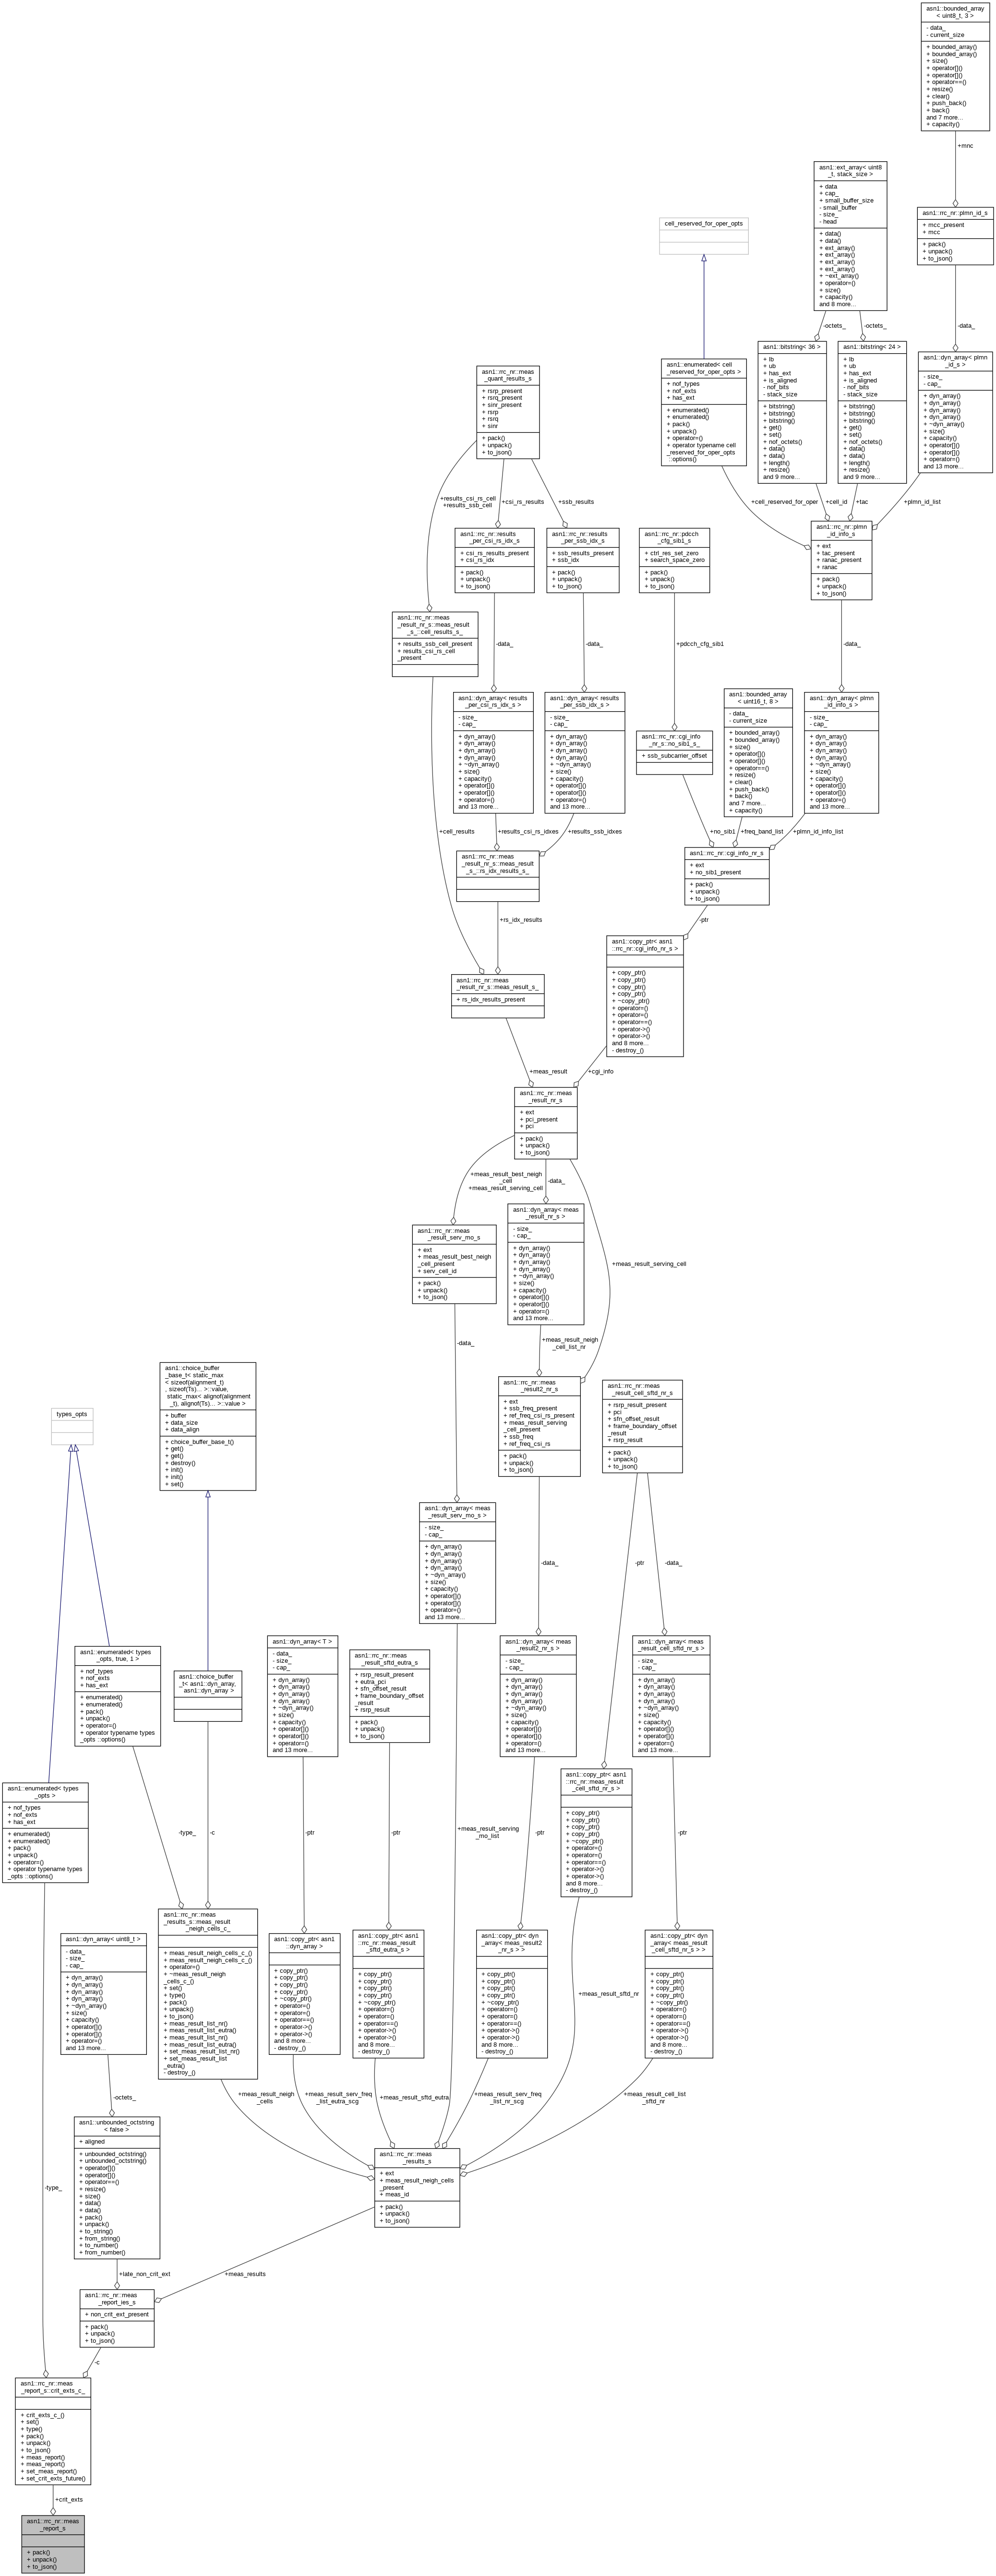 asn1::bounded_array
< uint8_t, 3 >
- data_
- current_size
+ bounded_array()
+ bounded_array()
+ size()
+ operator[]()
+ operator[]()
+ operator==()
+ resize()
+ clear()
+ push_back()
+ back()
and 7 more...
+ capacity()
+mnc
asn1::ext_array< uint8
_t, stack_size >
+ data
+ cap_
+ small_buffer_size
- small_buffer
- size_
- head
+ data()
+ data()
+ ext_array()
+ ext_array()
+ ext_array()
+ ext_array()
+ ~ext_array()
+ operator=()
+ size()
+ capacity()
and 8 more...
asn1::rrc_nr::plmn_id_s
+ mcc_present
+ mcc
+ pack()
+ unpack()
+ to_json()
cell_reserved_for_oper_opts
-octets_
-octets_
-data_
asn1::enumerated< cell
_reserved_for_oper_opts >
+ nof_types
+ nof_exts
+ has_ext
+ enumerated()
+ enumerated()
+ pack()
+ unpack()
+ operator=()
+ operator typename cell
_reserved_for_oper_opts
::options()
asn1::bitstring< 36 >
+ lb
+ ub
+ has_ext
+ is_aligned
- nof_bits
- stack_size
+ bitstring()
+ bitstring()
+ bitstring()
+ get()
+ set()
+ nof_octets()
+ data()
+ data()
+ length()
+ resize()
and 9 more...
asn1::bitstring< 24 >
+ lb
+ ub
+ has_ext
+ is_aligned
- nof_bits
- stack_size
+ bitstring()
+ bitstring()
+ bitstring()
+ get()
+ set()
+ nof_octets()
+ data()
+ data()
+ length()
+ resize()
and 9 more...
asn1::dyn_array< plmn
_id_s >
- size_
- cap_
+ dyn_array()
+ dyn_array()
+ dyn_array()
+ dyn_array()
+ ~dyn_array()
+ size()
+ capacity()
+ operator[]()
+ operator[]()
+ operator=()
and 13 more...
asn1::rrc_nr::meas
_quant_results_s
+ rsrp_present
+ rsrq_present
+ sinr_present
+ rsrp
+ rsrq
+ sinr
+ pack()
+ unpack()
+ to_json()
+results_csi_rs_cell
+results_ssb_cell
+csi_rs_results
+ssb_results
+cell_reserved_for_oper
+cell_id
+tac
+plmn_id_list
asn1::rrc_nr::results
_per_csi_rs_idx_s
+ csi_rs_results_present
+ csi_rs_idx
+ pack()
+ unpack()
+ to_json()
asn1::rrc_nr::results
_per_ssb_idx_s
+ ssb_results_present
+ ssb_idx
+ pack()
+ unpack()
+ to_json()
asn1::rrc_nr::pdcch
_cfg_sib1_s
+ ctrl_res_set_zero
+ search_space_zero
+ pack()
+ unpack()
+ to_json()
asn1::rrc_nr::plmn
_id_info_s
+ ext
+ tac_present
+ ranac_present
+ ranac
+ pack()
+ unpack()
+ to_json()
asn1::rrc_nr::meas
_result_nr_s::meas_result
_s_::cell_results_s_
+ results_ssb_cell_present
+ results_csi_rs_cell
_present
-data_
-data_
+pdcch_cfg_sib1
-data_
asn1::dyn_array< results
_per_csi_rs_idx_s >
- size_
- cap_
+ dyn_array()
+ dyn_array()
+ dyn_array()
+ dyn_array()
+ ~dyn_array()
+ size()
+ capacity()
+ operator[]()
+ operator[]()
+ operator=()
and 13 more...
asn1::dyn_array< results
_per_ssb_idx_s >
- size_
- cap_
+ dyn_array()
+ dyn_array()
+ dyn_array()
+ dyn_array()
+ ~dyn_array()
+ size()
+ capacity()
+ operator[]()
+ operator[]()
+ operator=()
and 13 more...
asn1::rrc_nr::cgi_info
_nr_s::no_sib1_s_
+ ssb_subcarrier_offset
asn1::bounded_array
< uint16_t, 8 >
- data_
- current_size
+ bounded_array()
+ bounded_array()
+ size()
+ operator[]()
+ operator[]()
+ operator==()
+ resize()
+ clear()
+ push_back()
+ back()
and 7 more...
+ capacity()
asn1::dyn_array< plmn
_id_info_s >
- size_
- cap_
+ dyn_array()
+ dyn_array()
+ dyn_array()
+ dyn_array()
+ ~dyn_array()
+ size()
+ capacity()
+ operator[]()
+ operator[]()
+ operator=()
and 13 more...
+cell_results
+results_csi_rs_idxes
+results_ssb_idxes
+no_sib1
+freq_band_list
+plmn_id_info_list
asn1::rrc_nr::meas
_result_nr_s::meas_result
_s_::rs_idx_results_s_
asn1::rrc_nr::cgi_info_nr_s
+ ext
+ no_sib1_present
+ pack()
+ unpack()
+ to_json()
+rs_idx_results
-ptr
asn1::copy_ptr< asn1
::rrc_nr::cgi_info_nr_s >
+ copy_ptr()
+ copy_ptr()
+ copy_ptr()
+ copy_ptr()
+ ~copy_ptr()
+ operator=()
+ operator=()
+ operator==()
+ operator->()
+ operator->()
and 8 more...
- destroy_()
asn1::rrc_nr::meas
_result_nr_s::meas_result_s_
+ rs_idx_results_present
+meas_result
+cgi_info
asn1::rrc_nr::meas
_result_nr_s
+ ext
+ pci_present
+ pci
+ pack()
+ unpack()
+ to_json()
+meas_result_best_neigh
_cell
+meas_result_serving_cell
-data_
+meas_result_serving_cell
asn1::rrc_nr::meas
_result_serv_mo_s
+ ext
+ meas_result_best_neigh
_cell_present
+ serv_cell_id
+ pack()
+ unpack()
+ to_json()
asn1::dyn_array< meas
_result_nr_s >
- size_
- cap_
+ dyn_array()
+ dyn_array()
+ dyn_array()
+ dyn_array()
+ ~dyn_array()
+ size()
+ capacity()
+ operator[]()
+ operator[]()
+ operator=()
and 13 more...
-data_
+meas_result_neigh
_cell_list_nr
asn1::choice_buffer
_base_t< static_max
< sizeof(alignment_t)
, sizeof(Ts)... >::value,
static_max< alignof(alignment
_t), alignof(Ts)... >::value >
+ buffer
+ data_size
+ data_align
+ choice_buffer_base_t()
+ get()
+ get()
+ destroy()
+ init()
+ init()
+ set()
types_opts
asn1::rrc_nr::meas
_result2_nr_s
+ ext
+ ssb_freq_present
+ ref_freq_csi_rs_present
+ meas_result_serving
_cell_present
+ ssb_freq
+ ref_freq_csi_rs
+ pack()
+ unpack()
+ to_json()
asn1::rrc_nr::meas
_result_cell_sftd_nr_s
+ rsrp_result_present
+ pci
+ sfn_offset_result
+ frame_boundary_offset
_result
+ rsrp_result
+ pack()
+ unpack()
+ to_json()
asn1::dyn_array< meas
_result_serv_mo_s >
- size_
- cap_
+ dyn_array()
+ dyn_array()
+ dyn_array()
+ dyn_array()
+ ~dyn_array()
+ size()
+ capacity()
+ operator[]()
+ operator[]()
+ operator=()
and 13 more...
-data_
-ptr
-data_
asn1::enumerated< types
_opts, true, 1 >
+ nof_types
+ nof_exts
+ has_ext
+ enumerated()
+ enumerated()
+ pack()
+ unpack()
+ operator=()
+ operator typename types
_opts ::options()
asn1::choice_buffer
_t< asn1::dyn_array,
asn1::dyn_array >
asn1::dyn_array< T >
- data_
- size_
- cap_
+ dyn_array()
+ dyn_array()
+ dyn_array()
+ dyn_array()
+ ~dyn_array()
+ size()
+ capacity()
+ operator[]()
+ operator[]()
+ operator=()
and 13 more...
asn1::rrc_nr::meas
_result_sftd_eutra_s
+ rsrp_result_present
+ eutra_pci
+ sfn_offset_result
+ frame_boundary_offset
_result
+ rsrp_result
+ pack()
+ unpack()
+ to_json()
asn1::dyn_array< meas
_result2_nr_s >
- size_
- cap_
+ dyn_array()
+ dyn_array()
+ dyn_array()
+ dyn_array()
+ ~dyn_array()
+ size()
+ capacity()
+ operator[]()
+ operator[]()
+ operator=()
and 13 more...
asn1::dyn_array< meas
_result_cell_sftd_nr_s >
- size_
- cap_
+ dyn_array()
+ dyn_array()
+ dyn_array()
+ dyn_array()
+ ~dyn_array()
+ size()
+ capacity()
+ operator[]()
+ operator[]()
+ operator=()
and 13 more...
asn1::enumerated< types
_opts >
+ nof_types
+ nof_exts
+ has_ext
+ enumerated()
+ enumerated()
+ pack()
+ unpack()
+ operator=()
+ operator typename types
_opts ::options()
asn1::copy_ptr< asn1
::rrc_nr::meas_result
_cell_sftd_nr_s >
+ copy_ptr()
+ copy_ptr()
+ copy_ptr()
+ copy_ptr()
+ ~copy_ptr()
+ operator=()
+ operator=()
+ operator==()
+ operator->()
+ operator->()
and 8 more...
- destroy_()
-type_
-c
-ptr
-ptr
+meas_result_serving
_mo_list
-ptr
-ptr
asn1::dyn_array< uint8_t >
- data_
- size_
- cap_
+ dyn_array()
+ dyn_array()
+ dyn_array()
+ dyn_array()
+ ~dyn_array()
+ size()
+ capacity()
+ operator[]()
+ operator[]()
+ operator=()
and 13 more...
asn1::rrc_nr::meas
_results_s::meas_result
_neigh_cells_c_
+ meas_result_neigh_cells_c_()
+ meas_result_neigh_cells_c_()
+ operator=()
+ ~meas_result_neigh
_cells_c_()
+ set()
+ type()
+ pack()
+ unpack()
+ to_json()
+ meas_result_list_nr()
+ meas_result_list_eutra()
+ meas_result_list_nr()
+ meas_result_list_eutra()
+ set_meas_result_list_nr()
+ set_meas_result_list
_eutra()
- destroy_()
asn1::copy_ptr< asn1
::dyn_array >
+ copy_ptr()
+ copy_ptr()
+ copy_ptr()
+ copy_ptr()
+ ~copy_ptr()
+ operator=()
+ operator=()
+ operator==()
+ operator->()
+ operator->()
and 8 more...
- destroy_()
asn1::copy_ptr< asn1
::rrc_nr::meas_result
_sftd_eutra_s >
+ copy_ptr()
+ copy_ptr()
+ copy_ptr()
+ copy_ptr()
+ ~copy_ptr()
+ operator=()
+ operator=()
+ operator==()
+ operator->()
+ operator->()
and 8 more...
- destroy_()
asn1::copy_ptr< dyn
_array< meas_result2
_nr_s > >
+ copy_ptr()
+ copy_ptr()
+ copy_ptr()
+ copy_ptr()
+ ~copy_ptr()
+ operator=()
+ operator=()
+ operator==()
+ operator->()
+ operator->()
and 8 more...
- destroy_()
asn1::copy_ptr< dyn
_array< meas_result
_cell_sftd_nr_s > >
+ copy_ptr()
+ copy_ptr()
+ copy_ptr()
+ copy_ptr()
+ ~copy_ptr()
+ operator=()
+ operator=()
+ operator==()
+ operator->()
+ operator->()
and 8 more...
- destroy_()
+meas_result_sftd_nr
-octets_
+meas_result_neigh
_cells
+meas_result_serv_freq
_list_eutra_scg
+meas_result_sftd_eutra
+meas_result_serv_freq
_list_nr_scg
+meas_result_cell_list
_sftd_nr
asn1::unbounded_octstring
< false >
+ aligned
+ unbounded_octstring()
+ unbounded_octstring()
+ operator[]()
+ operator[]()
+ operator==()
+ resize()
+ size()
+ data()
+ data()
+ pack()
+ unpack()
+ to_string()
+ from_string()
+ to_number()
+ from_number()
asn1::rrc_nr::meas
_results_s
+ ext
+ meas_result_neigh_cells
_present
+ meas_id
+ pack()
+ unpack()
+ to_json()
-type_
+late_non_crit_ext
+meas_results
asn1::rrc_nr::meas
_report_ies_s
+ non_crit_ext_present
+ pack()
+ unpack()
+ to_json()
-c
asn1::rrc_nr::meas
_report_s::crit_exts_c_
+ crit_exts_c_()
+ set()
+ type()
+ pack()
+ unpack()
+ to_json()
+ meas_report()
+ meas_report()
+ set_meas_report()
+ set_crit_exts_future()
+crit_exts
asn1::rrc_nr::meas
_report_s
+ pack()
+ unpack()
+ to_json()